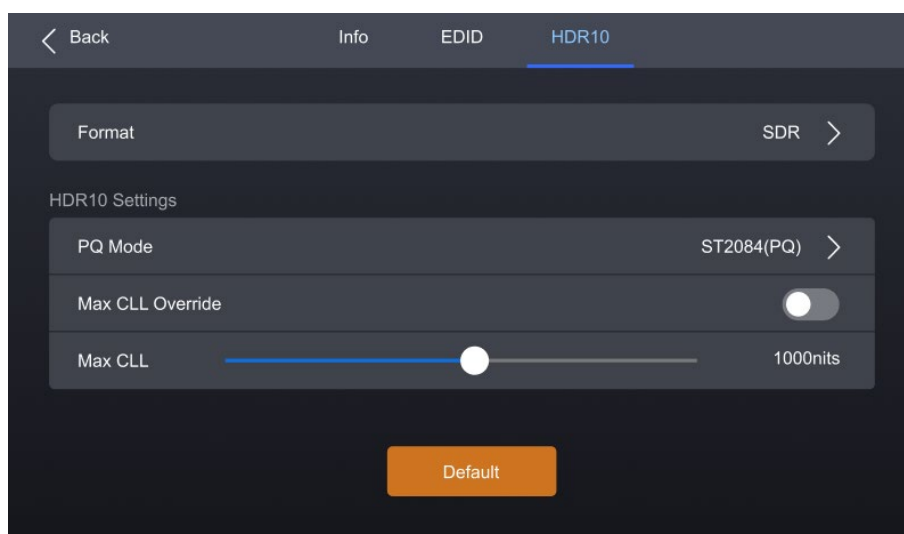 Back Info EDID HDR10
Format SDR
HDR10 Settings
PQ Mode ST2084(PQ)
Max CLL Override
Max CLL 1000nits
Default